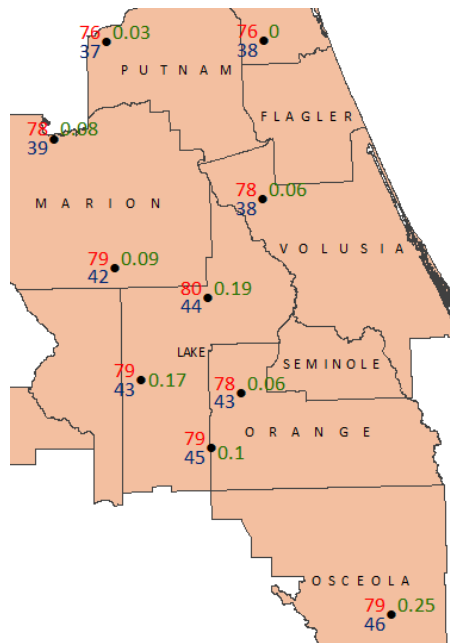 76 0.03
37
76 0
38
PUTNAM
FLAGLER
78 0.08
39
MARION
78 0.06
38
VOLUSIA
79 0.09
42
80 0.19
44
LAKE
SEMINOLE
79 0.17
43
78 0.06
43
ORANGE
79
45 0.1
OSCEOLA
79 0.25
46